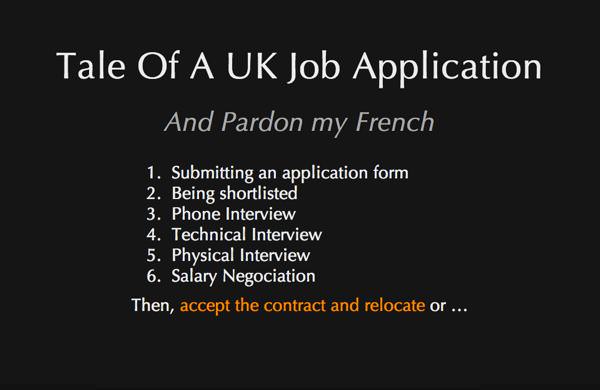 Tale Of A UK Job Application
And Pardon my French
1. Submitting an application form
2. Being shortlisted
3. Phone Interview
4. Technical Interview
5. Physical Interview
6. Salary Negociation
Then, accept the contract and relocate or …